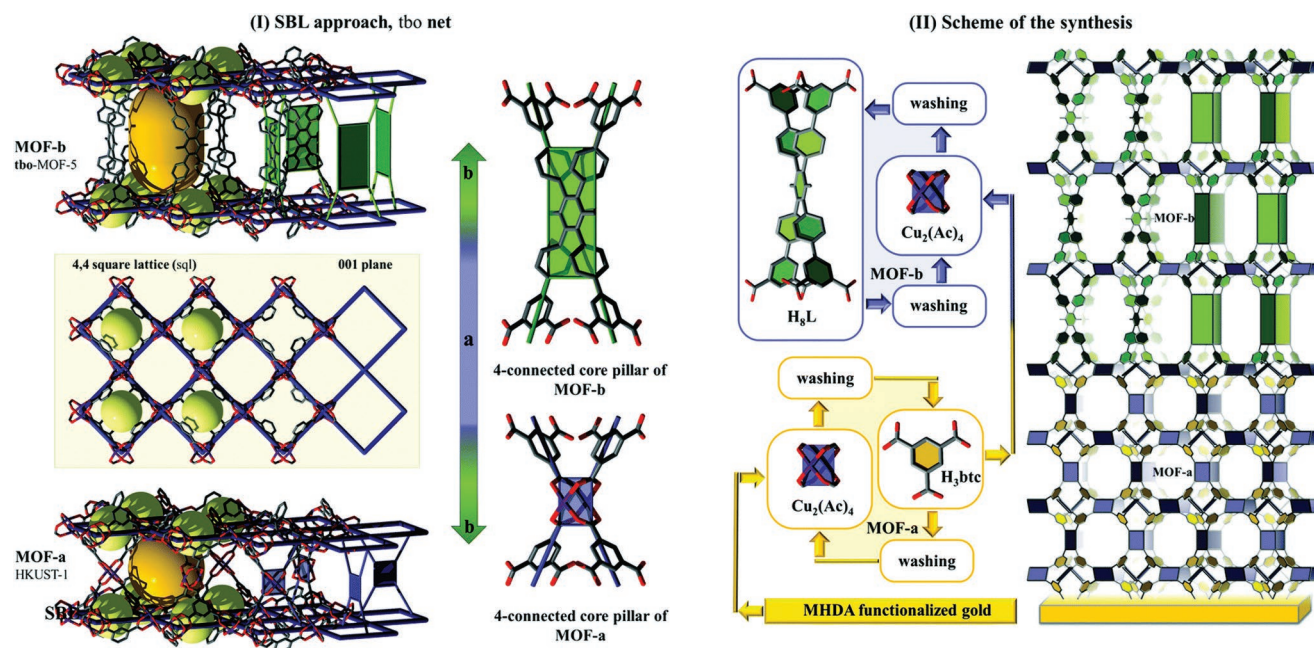 (I) SBL approach, tbo net
MOF-b
tbo-MOF-5
4,4 square lattice (sql)
001 plane
MOF-a
HKUST-1
b
a
b
4-connected core pillar of
MOF-b
4-connected core pillar of
MOF-a
(II) Scheme of the synthesis
washing
Cu₂(Ac)₄
MOF-b
washing
H₈L
washing
Cu₂(Ac)₄
H₃btc
MOF-a
washing
MHDA functionalized gold
MOF-b
MOF-a